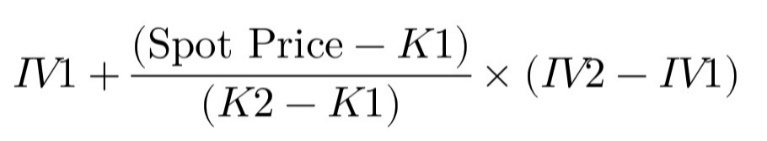 IV1 + (Spot Price − K1) / (K2 − K1) × (IV2 − IV1)